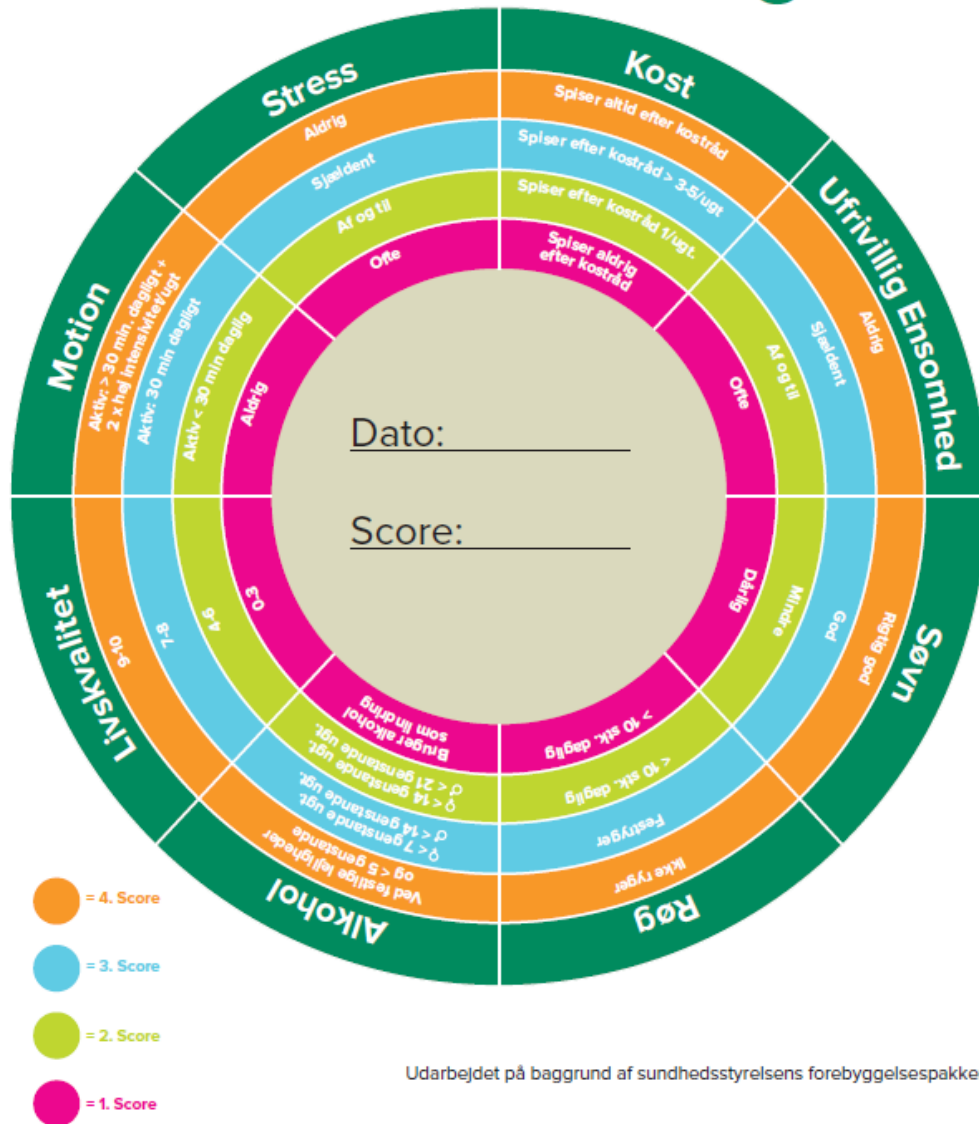 Stress
Aldrig
Sjældent
Af og til
Ofte
Kost
Spiser altid efter kostråd
Spiser efter kostråd > 3-5/ugt
Spiser efter kostråd 1/ugt.
Spiser aldrig
efter kostråd
Ufrivillig Ensomhed
Aldrig
Sjældent
Af og til
Ofte
Søvn
Rigtig god
God
Mindre
Dårlig
Røg
Ikke ryger
Festryger
< 10 stk. daglig
> 10 stk. daglig
Alkohol
Ved festlige lejligheder
og < 5 genstande
♀ < 7 genstande ugt.
♂ < 14 genstande ugt.
♀ < 14 genstande ugt.
♂ < 21 genstande ugt.
Bruger alkohol
som lindring
Livskvalitet
9-10
7-8
4-6
0-3
Motion
Aktiv: > 30 min. dagligt +
2 x høj intensivitet/ugt
Aktiv: 30 min dagligt
Aktiv < 30 min daglig
Aldrig
Dato:
Score:
= 4. Score
= 3. Score
= 2. Score
= 1. Score
Udarbejdet på baggrund af sundhedsstyrelsens forebyggelsespakke